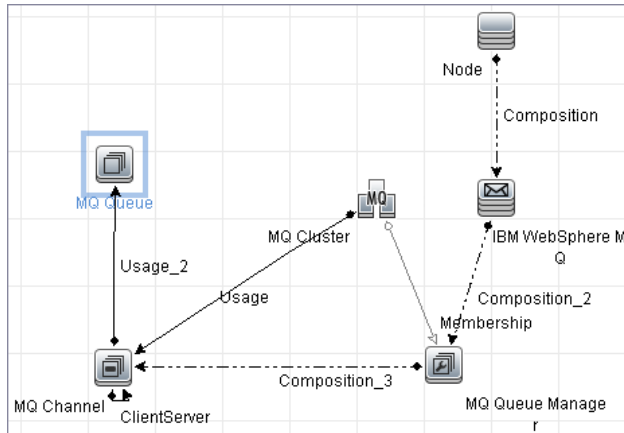 Node
Composition
MQ Queue
MQ
MQ Cluster
IBM WebSphere M
Q
Usage_2
Usage
Composition_2
Membership
Composition_3
MQ Channel
ClientServer
MQ Queue Manage
r